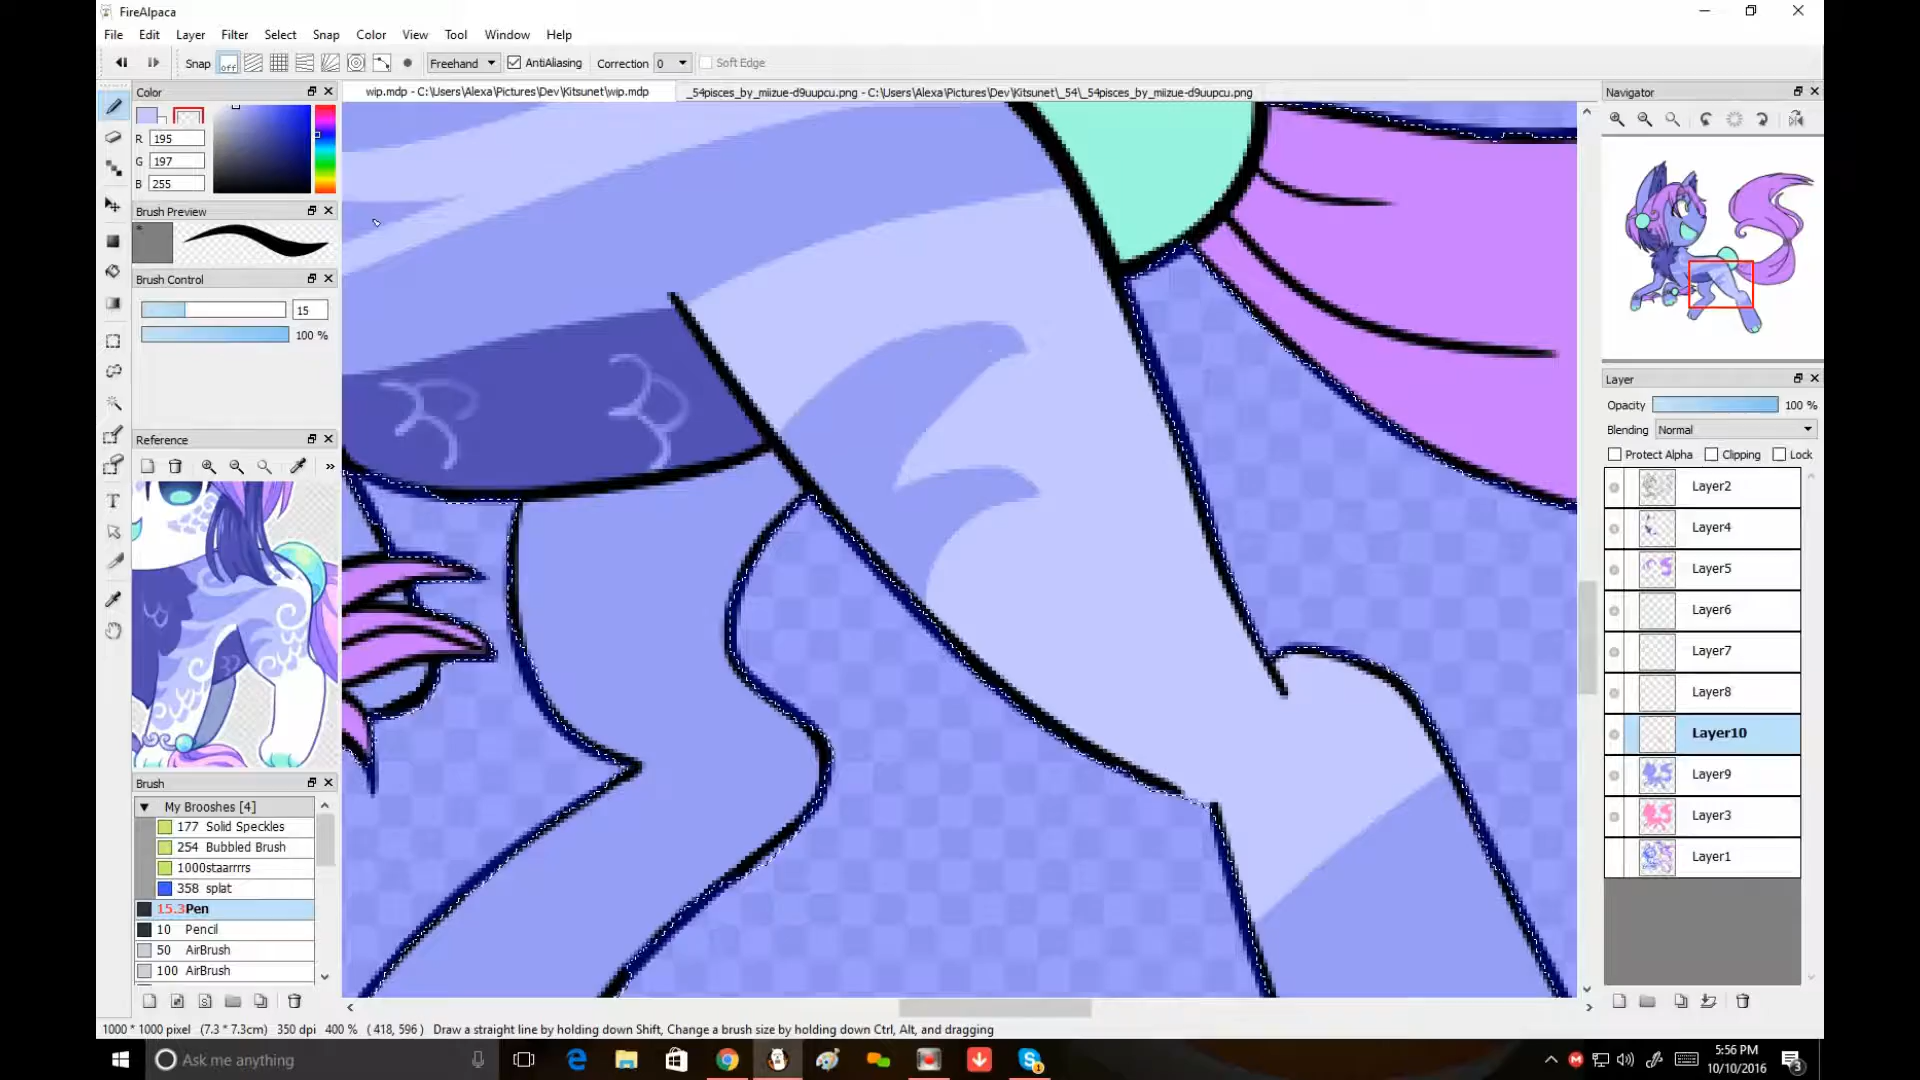 FireAlpaca
File Edit Layer Filter Select Snap Color View Tool Window Help
Snap off Freehand AntiAliasing Correction 0 Soft Edge
Color
wip.mdp - C:\Users\Alexa\Pictures\Dev\Kitsunet\wip.mdp
_54pisces_by_miizue-d9uupcu.png - C:\Users\Alexa\Pictures\Dev\Kitsunet\_54\_54pisces_by_miizue-d9uupcu.png
Navigator
R 195
G 197
B 255
Brush Preview
Brush Control
15
100 %
Reference
»
Brush
My Brooshes [4]
177 Solid Speckles
254 Bubbled Brush
1000staarrrrs
358 splat
15.3Pen
10 Pencil
50 AirBrush
100 AirBrush
Layer
Opacity 100 %
Blending Normal
Protect Alpha Clipping Lock
Layer2
Layer4
Layer5
Layer6
Layer7
Layer8
Layer10
Layer9
Layer3
Layer1
1000 * 1000 pixel (7.3 * 7.3cm) 350 dpi 400 % ( 418, 596 ) Draw a straight line by holding down Shift, Change a brush size by holding down Ctrl, Alt, and dragging
Ask me anything
5:56 PM
10/10/2016
3